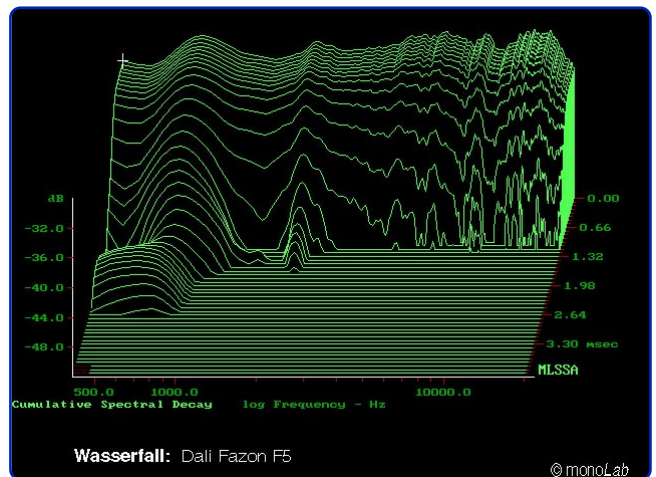 dB
-32.0
-36.0
-40.0
-44.0
-48.0
0.00
0.66
1.32
1.98
2.64
3.30 msec
MLSSA
500.0 1000.0 10000.0
Cumulative Spectral Decay log Frequency - Hz
Wasserfall: Dali Fazon F5
© monoLab